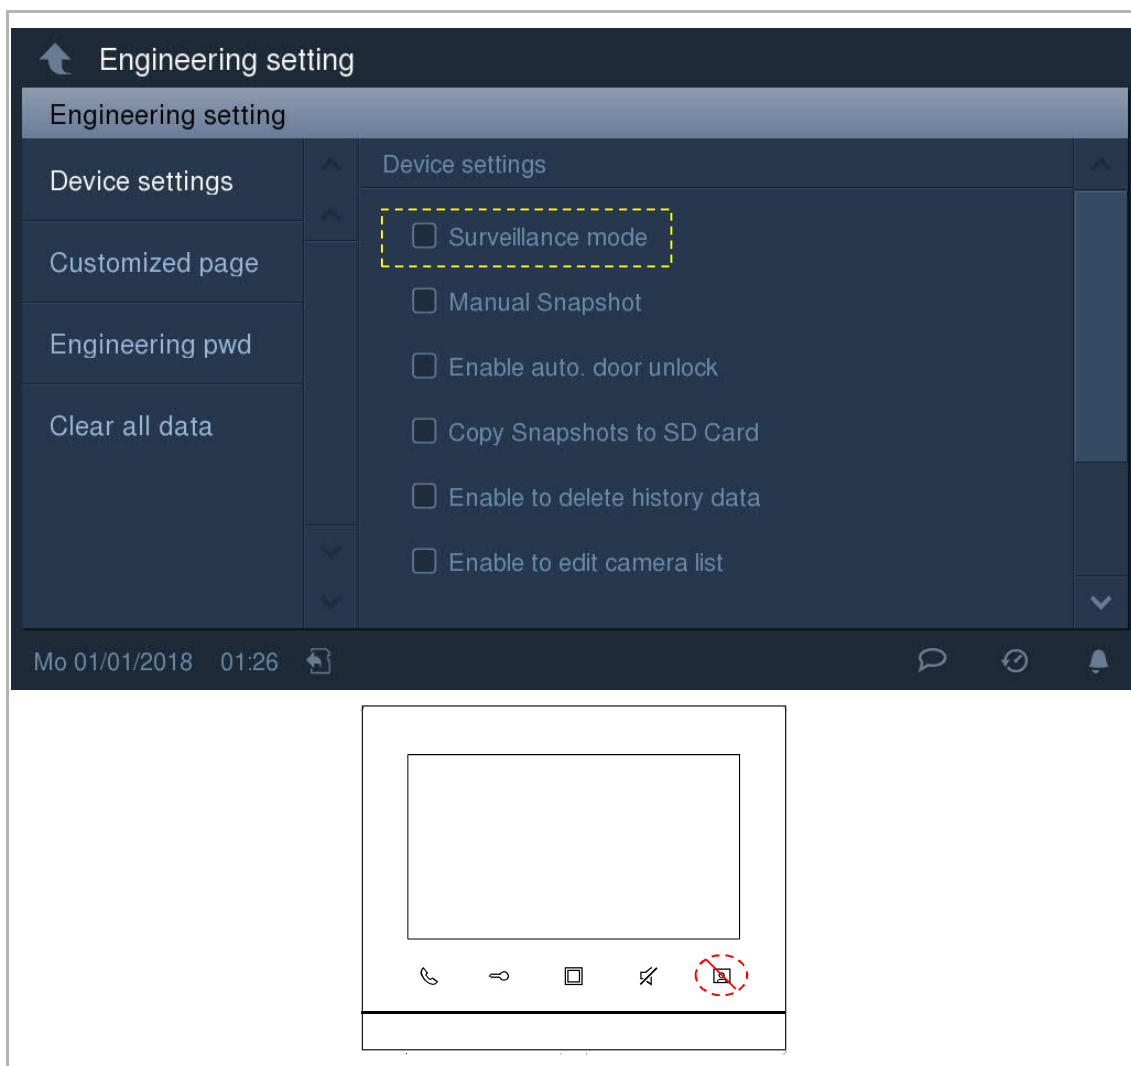 Engineering setting
Engineering setting
Device settings
Customized page
Engineering pwd
Clear all data
Device settings
Surveillance mode
Manual Snapshot
Enable auto. door unlock
Copy Snapshots to SD Card
Enable to delete history data
Enable to edit camera list
Mo 01/01/2018 01:26